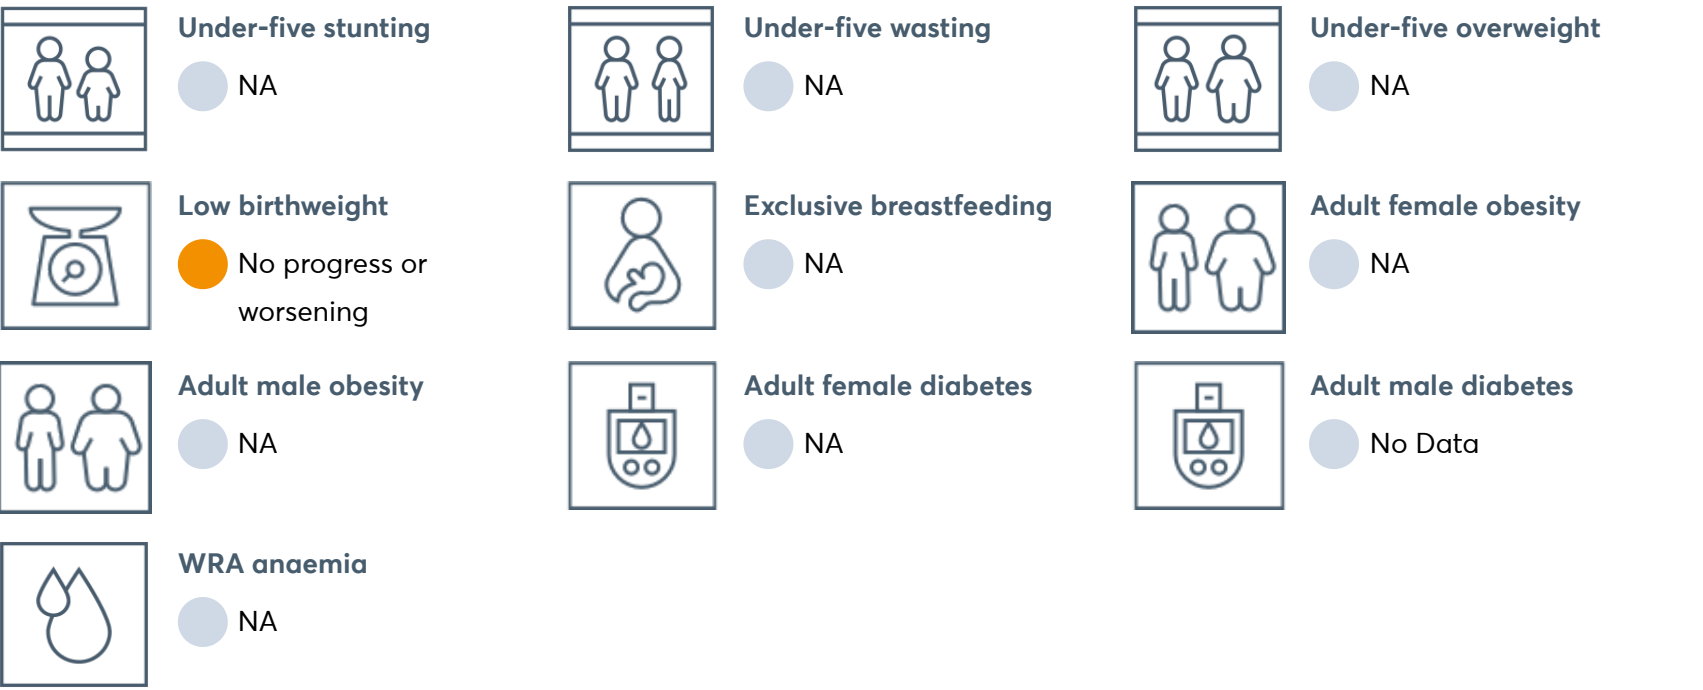 Under-five stunting
NA
Under-five wasting
NA
Under-five overweight
NA
Low birthweight
No progress or
worsening
Exclusive breastfeeding
NA
Adult female obesity
NA
Adult male obesity
NA
Adult female diabetes
NA
Adult male diabetes
No Data
WRA anaemia
NA